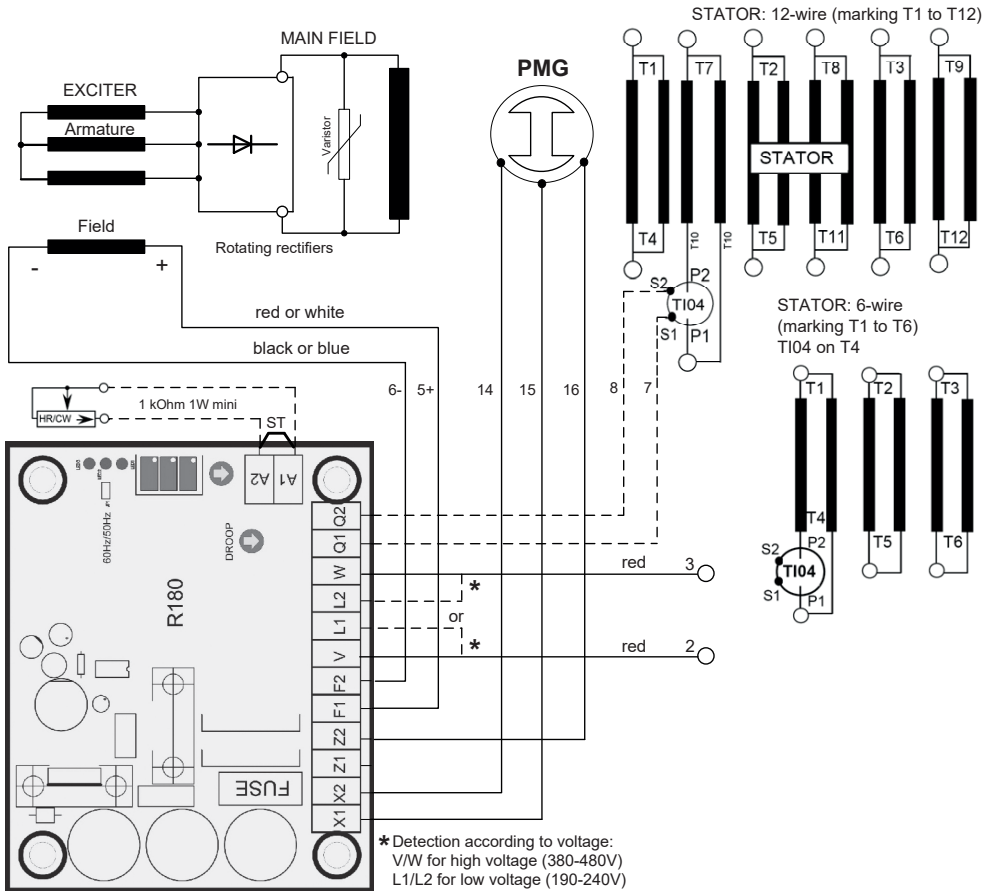 STATOR: 12-wire (marking T1 to T12)
MAIN FIELD
PMG
T1 T7 T2 T8 T3 T9
EXCITER
Armature
Varistor
STATOR
Field
- +
Rotating rectifiers
T4 T10 T10 T5 T11 T6 T12
S2 P2
TI04
S1 P1
red or white
black or blue
STATOR: 6-wire
(marking T1 to T6)
TI04 on T4
6- 5+ 14 15 16 8 7
T1 T2 T3
HR/CW
1 kOhm 1W mini
ST
A2 A1
60Hz/50Hz
DROOP
R180
FUSE
Q2
Q1
W
L2
L1
V
F2
F1
Z2
Z1
X2
X1
red 3
*
or
*
red 2
T4 T5 T6
S2 P2
TI04
S1 P1
* Detection according to voltage:
V/W for high voltage (380-480V)
L1/L2 for low voltage (190-240V)